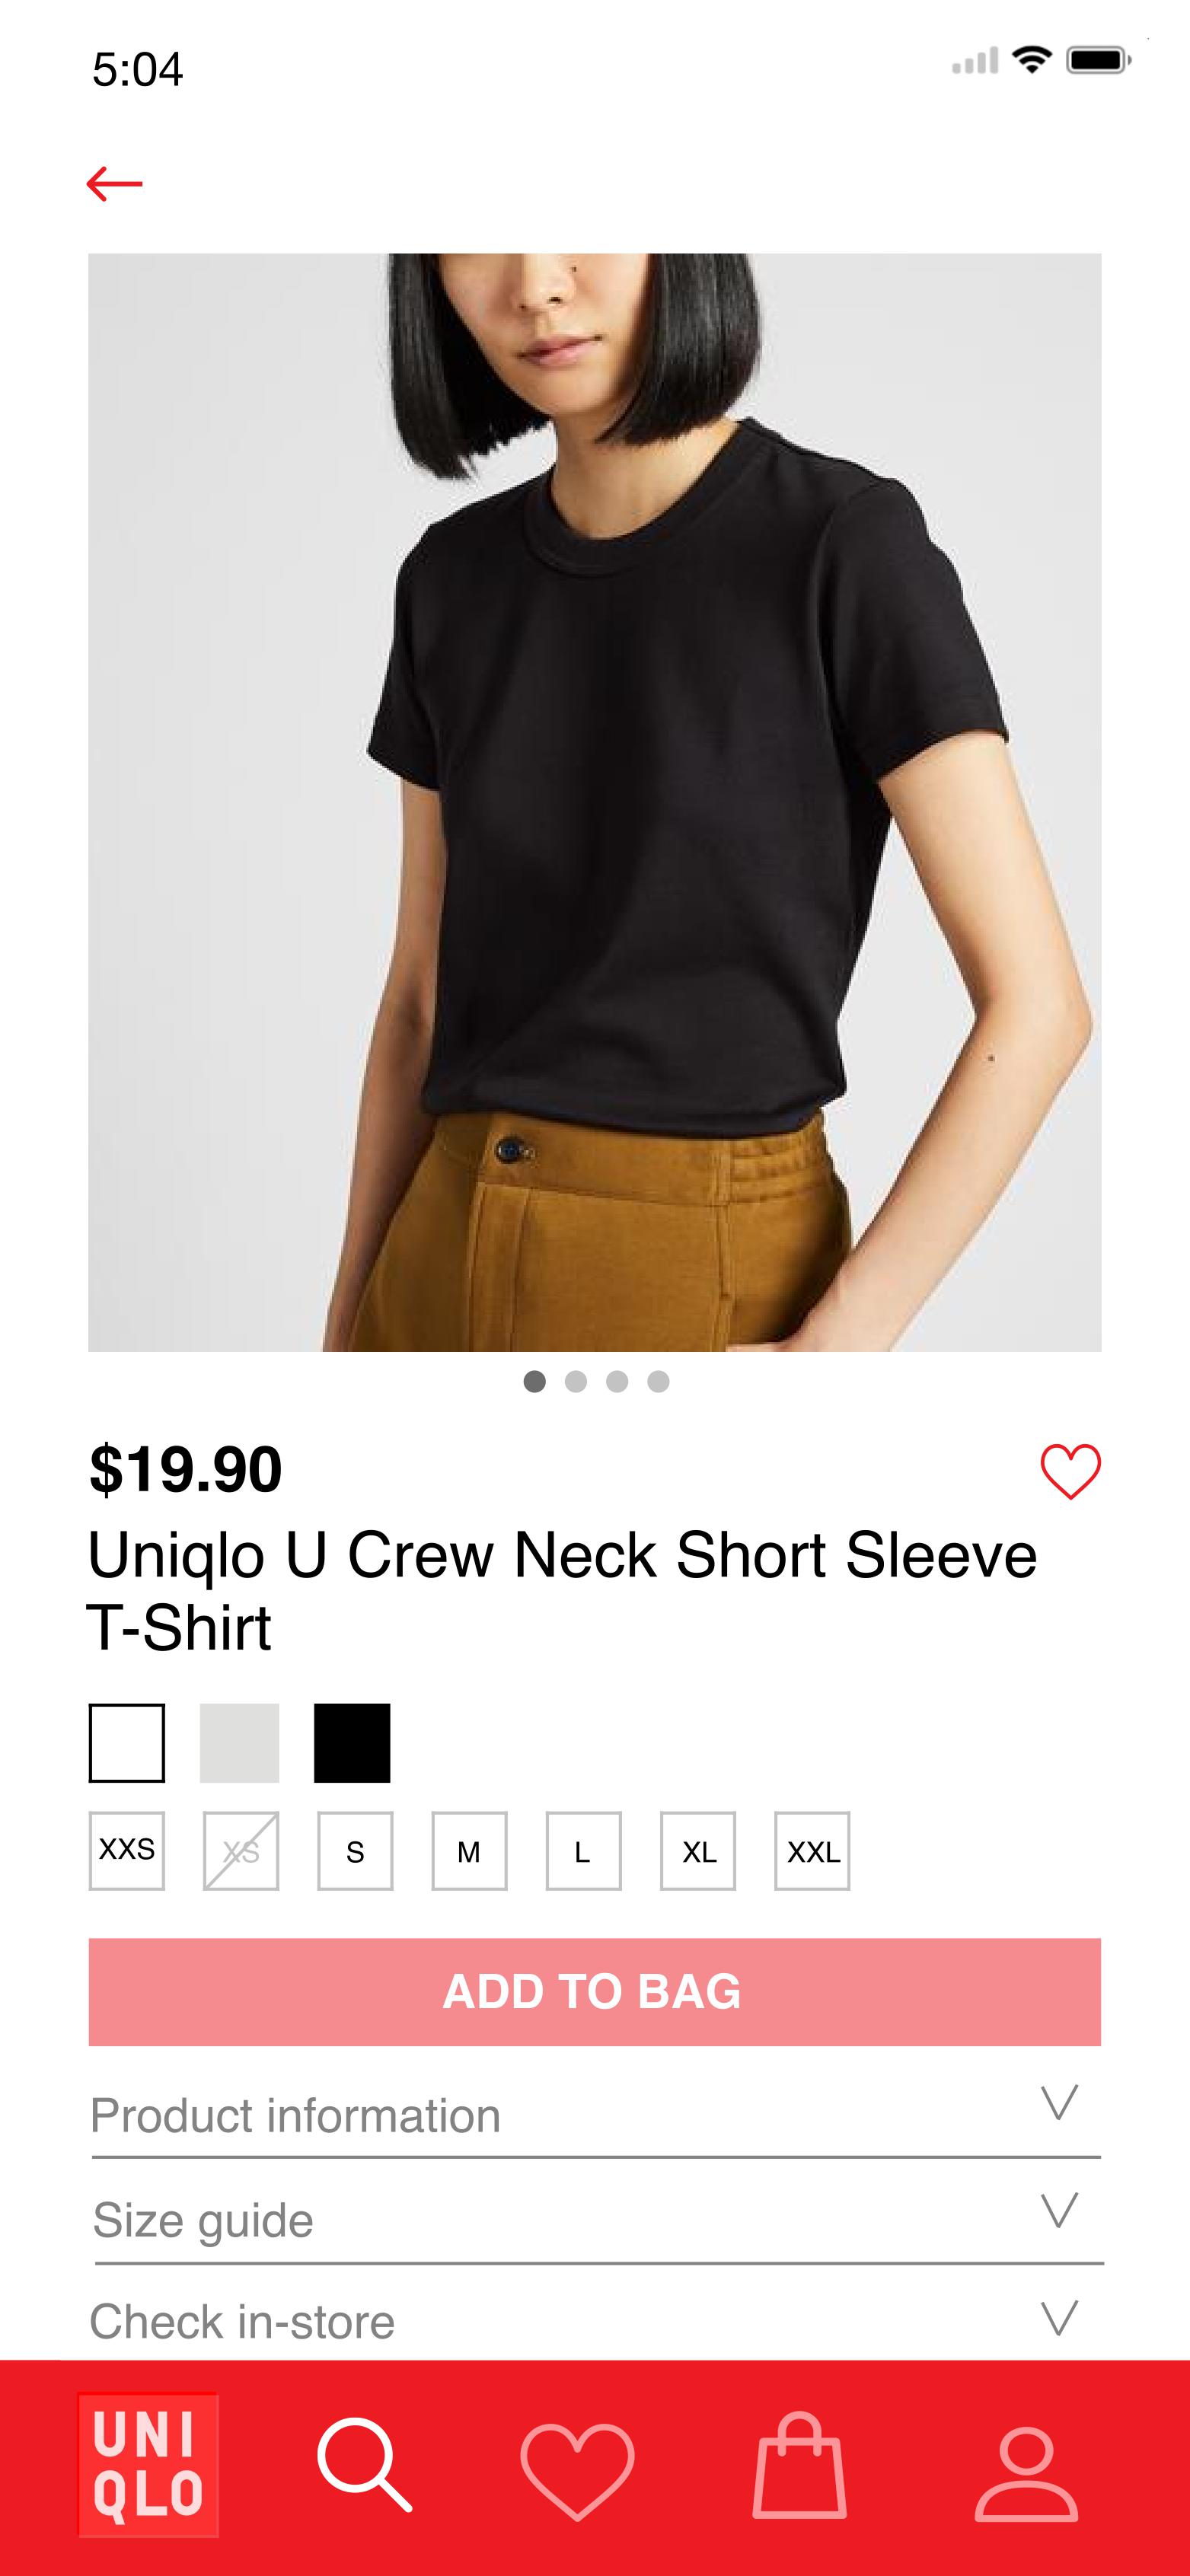 5:04
$19.90
Uniqlo U Crew Neck Short Sleeve
T-Shirt
XXS XS S M L XL XXL
ADD TO BAG
Product information
Size guide
Check in-store
UNI
QLO